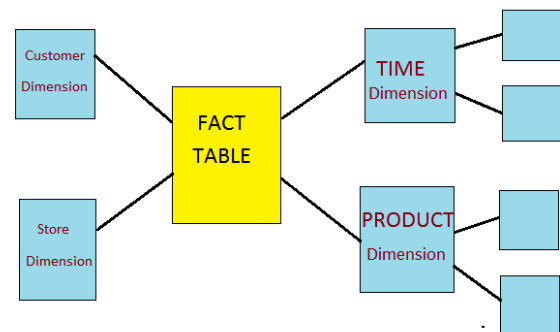 Customer
Dimension
FACT
TABLE
TIME
Dimension
Store
Dimension
PRODUCT
Dimension